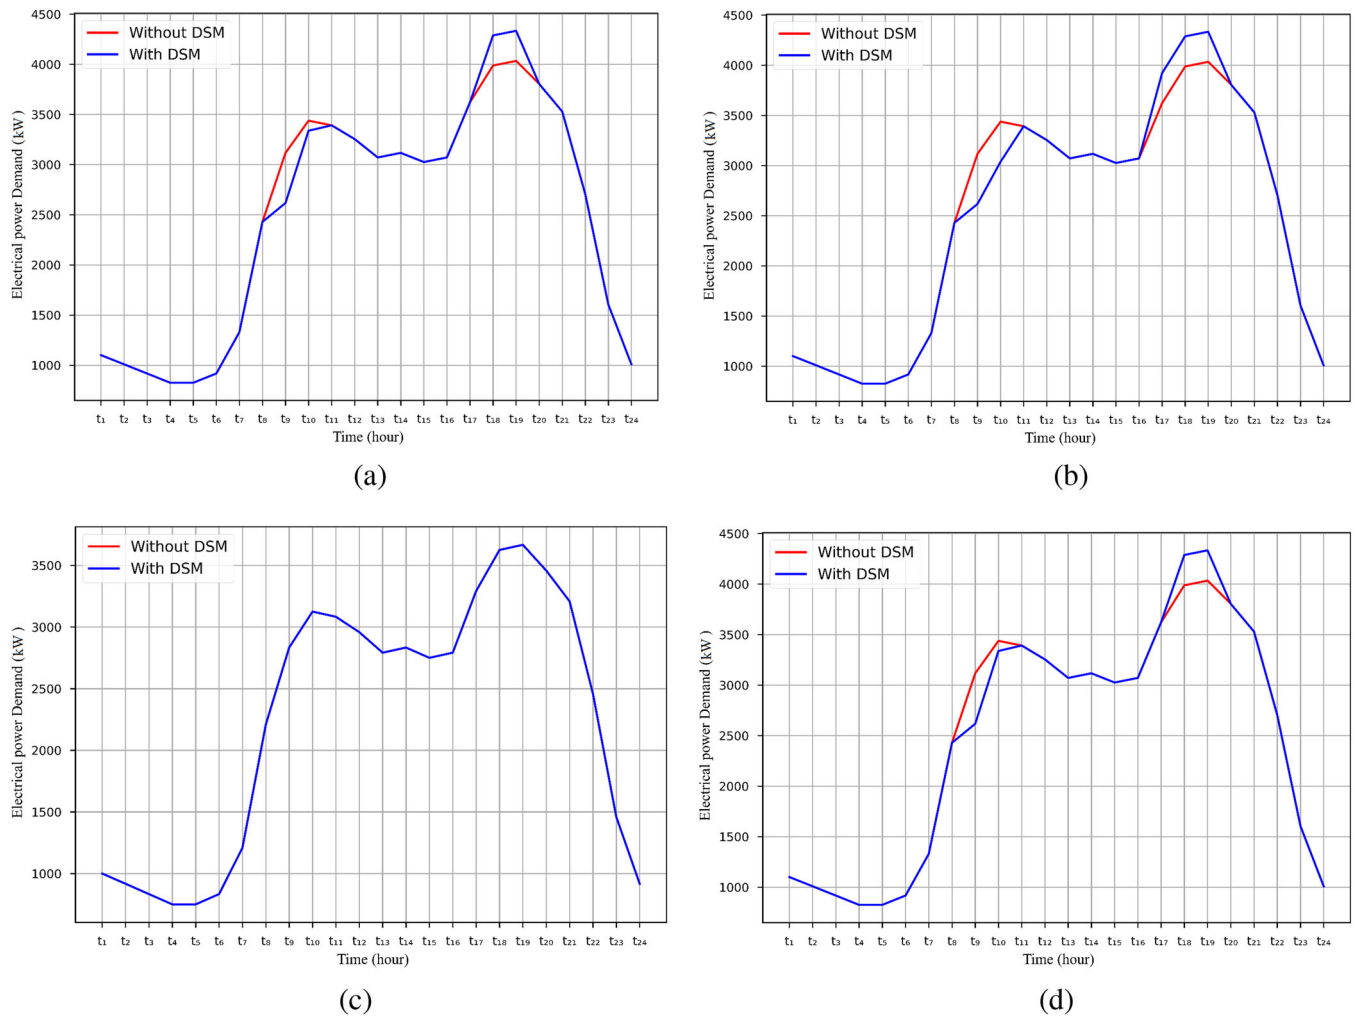 4500
4000
3500
3000
2500
2000
1500
1000
Electrical power Demand (kW )
Without DSM
With DSM
t₁ t₂ t₃ t₄ t₅ t₆ t₇ t₈ t₉ t₁₀ t₁₁ t₁₂ t₁₃ t₁₄ t₁₅ t₁₆ t₁₇ t₁₈ t₁₉ t₂₀ t₂₁ t₂₂ t₂₃ t₂₄
Time (hour)
(a)
4500
4000
3500
3000
2500
2000
1500
1000
Electrical power Demand (kW )
Without DSM
With DSM
t₁ t₂ t₃ t₄ t₅ t₆ t₇ t₈ t₉ t₁₀ t₁₁ t₁₂ t₁₃ t₁₄ t₁₅ t₁₆ t₁₇ t₁₈ t₁₉ t₂₀ t₂₁ t₂₂ t₂₃ t₂₄
Time (hour)
(b)
3500
3000
2500
2000
1500
1000
Electrical power Demand (kW )
Without DSM
With DSM
t₁ t₂ t₃ t₄ t₅ t₆ t₇ t₈ t₉ t₁₀ t₁₁ t₁₂ t₁₃ t₁₄ t₁₅ t₁₆ t₁₇ t₁₈ t₁₉ t₂₀ t₂₁ t₂₂ t₂₃ t₂₄
Time (hour)
(c)
4500
4000
3500
3000
2500
2000
1500
1000
Electrical power Demand (kW )
Without DSM
With DSM
t₁ t₂ t₃ t₄ t₅ t₆ t₇ t₈ t₉ t₁₀ t₁₁ t₁₂ t₁₃ t₁₄ t₁₅ t₁₆ t₁₇ t₁₈ t₁₉ t₂₀ t₂₁ t₂₂ t₂₃ t₂₄
Time (hour)
(d)